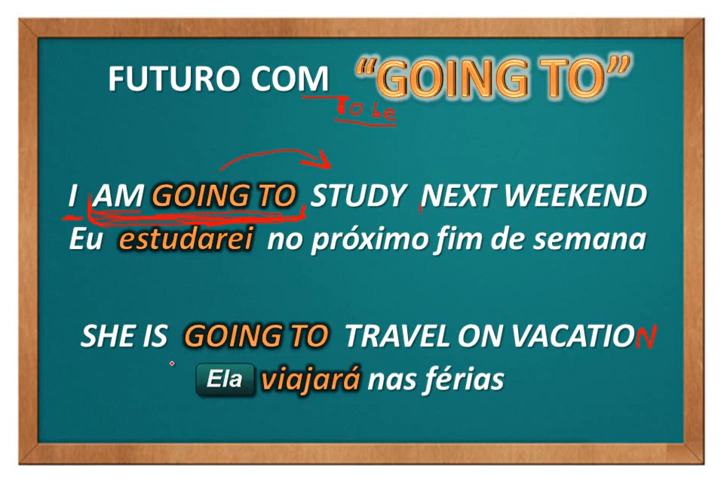 FUTURO COM "GOING TO"
To be
I AM GOING TO STUDY NEXT WEEKEND
Eu estudarei no próximo fim de semana
SHE IS GOING TO TRAVEL ON VACATION
Ela viajará nas férias